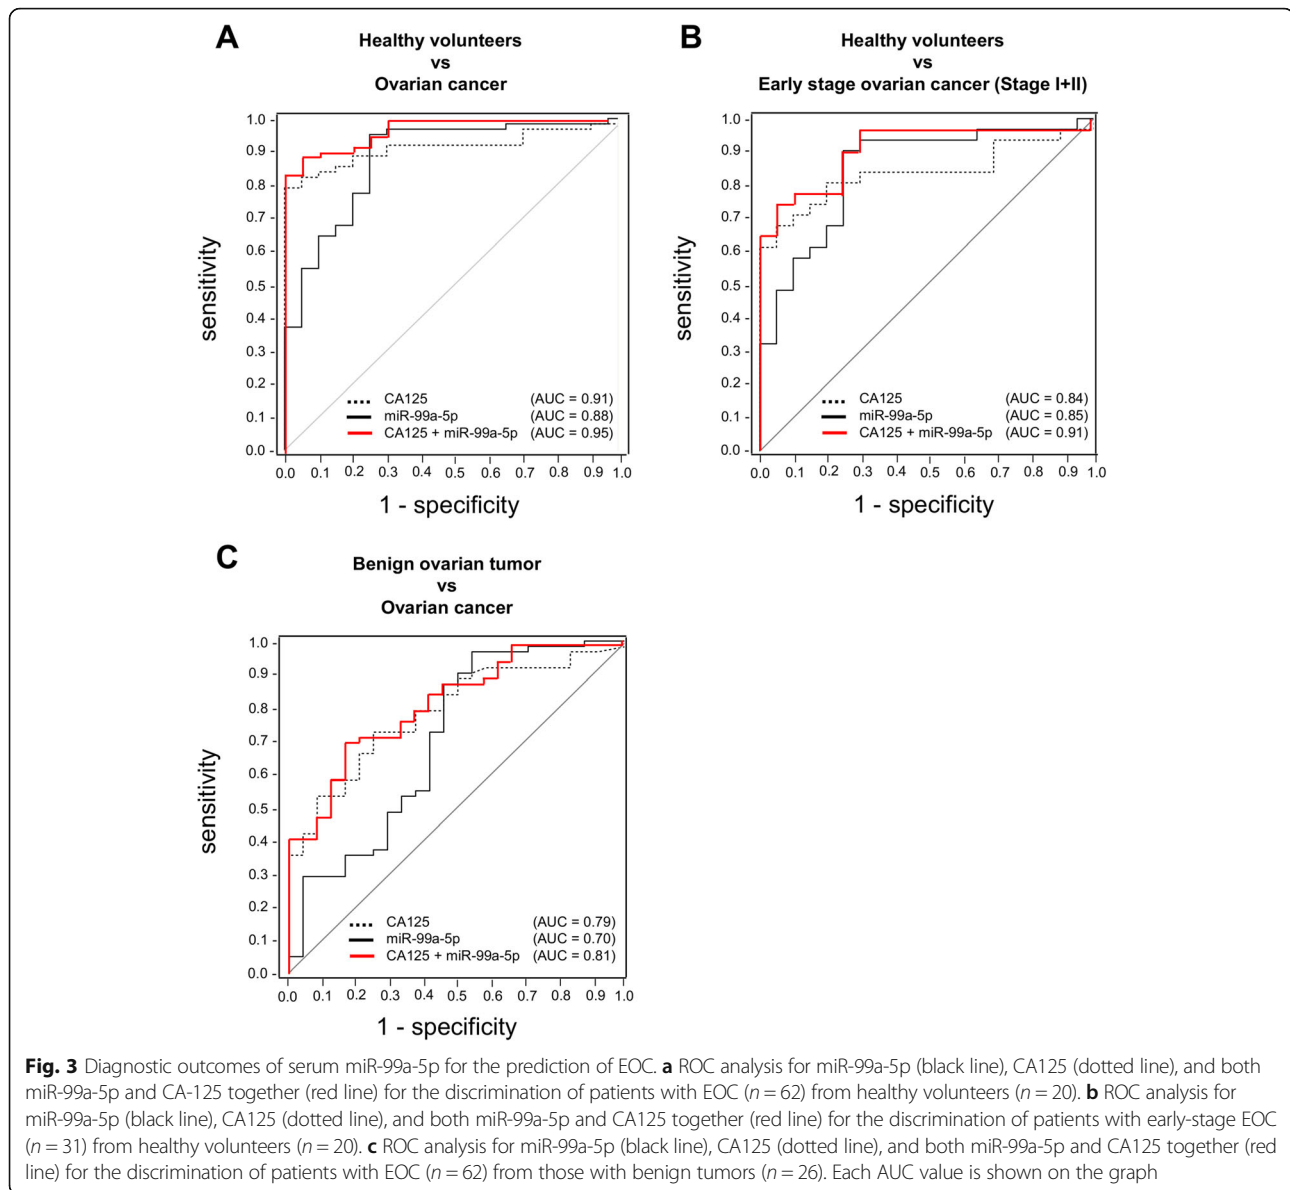 A
Healthy volunteers
vs
Ovarian cancer
1.0
0.9
0.8
0.7
0.6
0.5
0.4
0.3
0.2
0.1
0.0
sensitivity
CA125 (AUC = 0.91)
miR-99a-5p (AUC = 0.88)
CA125 + miR-99a-5p (AUC = 0.95)
0.0 0.1 0.2 0.3 0.4 0.5 0.6 0.7 0.8 0.9 1.0
1 - specificity
B
Healthy volunteers
vs
Early stage ovarian cancer (Stage I+II)
1.0
0.9
0.8
0.7
0.6
0.5
0.4
0.3
0.2
0.1
0.0
sensitivity
CA125 (AUC = 0.84)
miR-99a-5p (AUC = 0.85)
CA125 + miR-99a-5p (AUC = 0.91)
0.0 0.1 0.2 0.3 0.4 0.5 0.6 0.7 0.8 0.9 1.0
1 - specificity
C
Benign ovarian tumor
vs
Ovarian cancer
1.0
0.9
0.8
0.7
0.6
0.5
0.4
0.3
0.2
0.1
0.0
sensitivity
CA125 (AUC = 0.79)
miR-99a-5p (AUC = 0.70)
CA125 + miR-99a-5p (AUC = 0.81)
0.0 0.1 0.2 0.3 0.4 0.5 0.6 0.7 0.8 0.9 1.0
1 - specificity
Fig. 3 Diagnostic outcomes of serum miR-99a-5p for the prediction of EOC. a ROC analysis for miR-99a-5p (black line), CA125 (dotted line), and both
miR-99a-5p and CA-125 together (red line) for the discrimination of patients with EOC (n = 62) from healthy volunteers (n = 20). b ROC analysis for
miR-99a-5p (black line), CA125 (dotted line), and both miR-99a-5p and CA125 together (red line) for the discrimination of patients with early-stage EOC
(n = 31) from healthy volunteers (n = 20). c ROC analysis for miR-99a-5p (black line), CA125 (dotted line), and both miR-99a-5p and CA125 together (red
line) for the discrimination of patients with EOC (n = 62) from those with benign tumors (n = 26). Each AUC value is shown on the graph